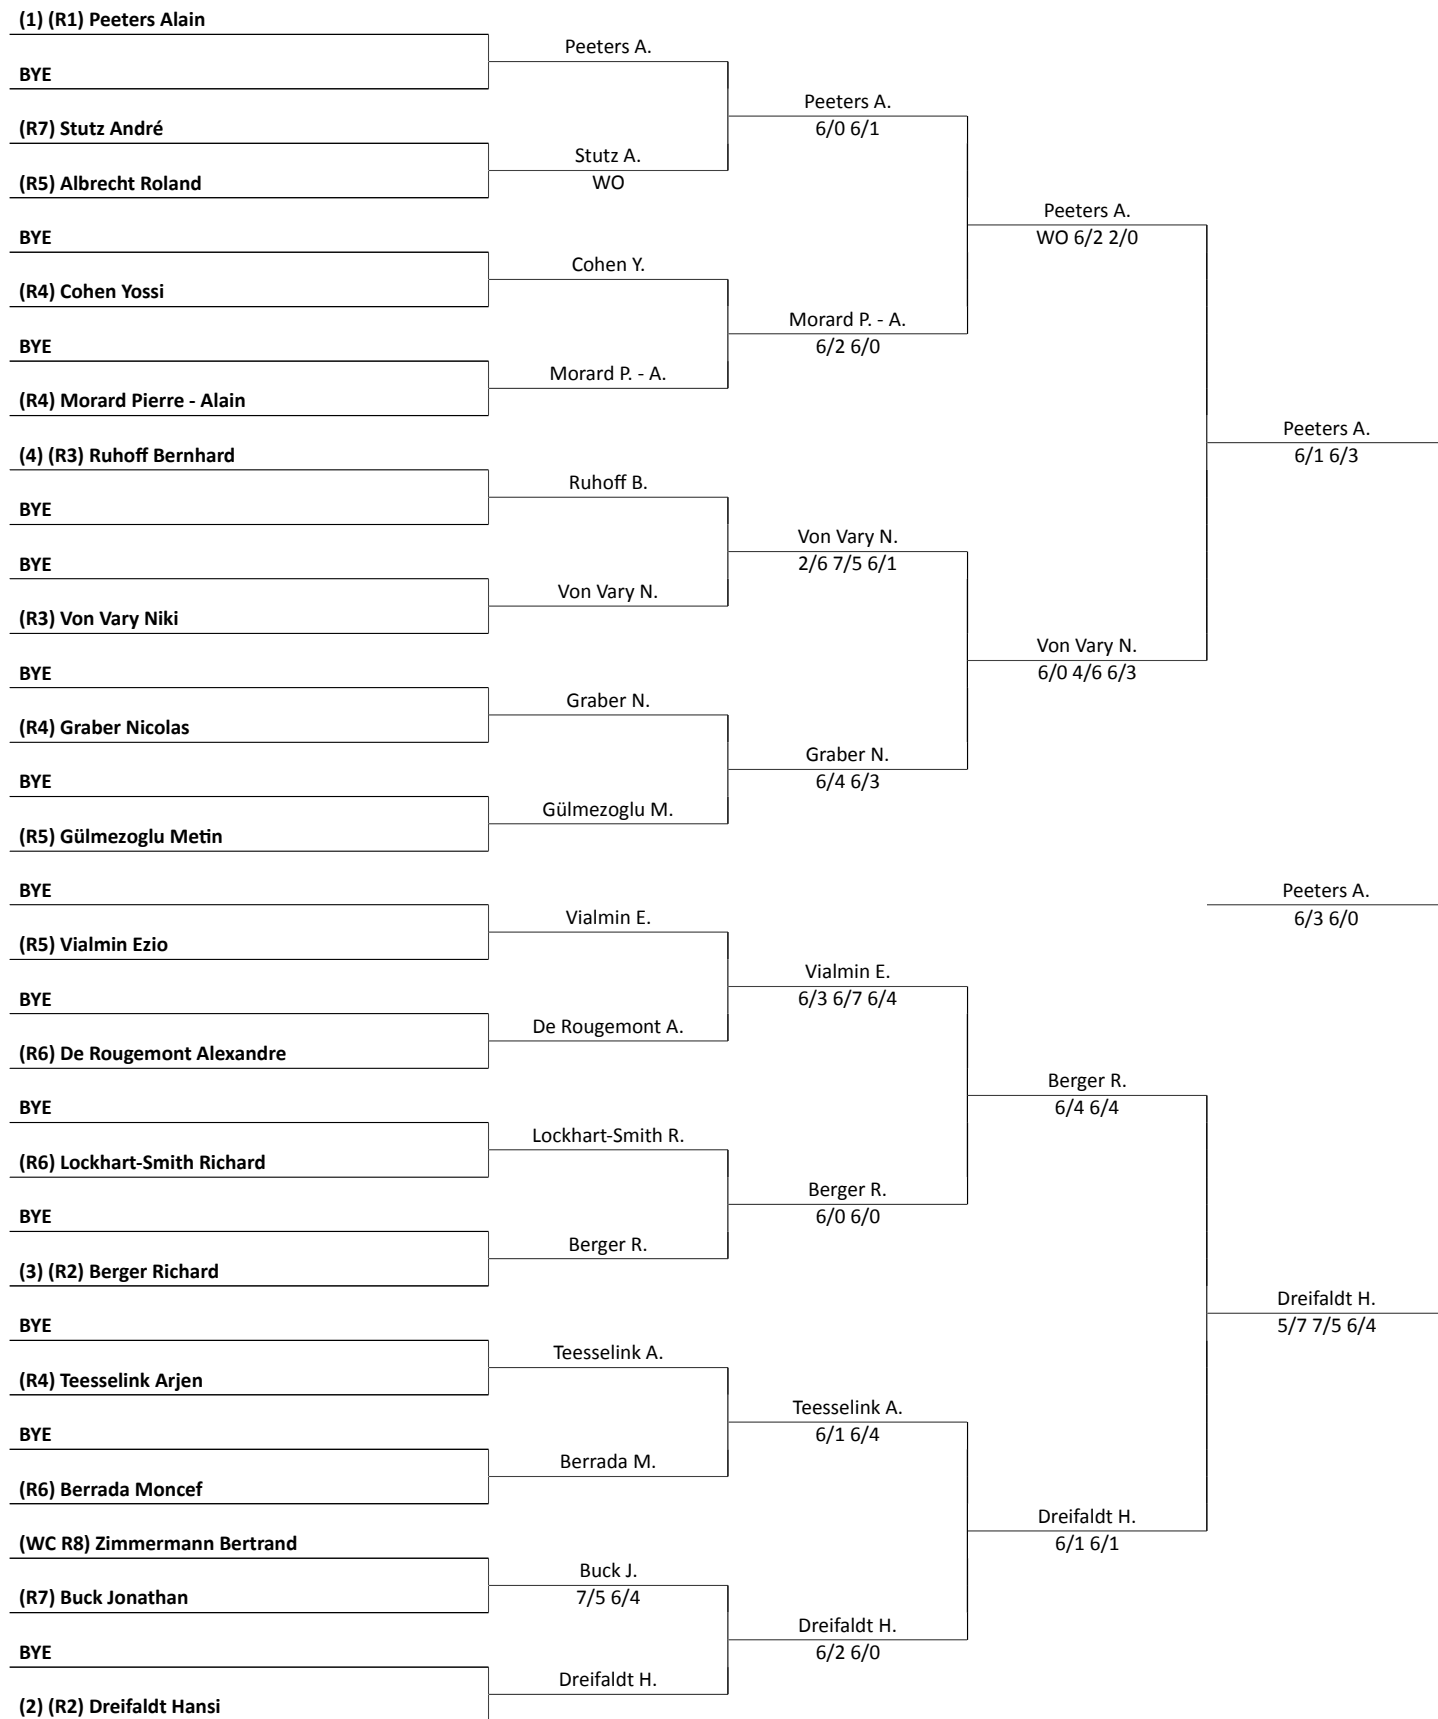 (1) (R1) Peeters Alain
BYE
(R7) Stutz André
(R5) Albrecht Roland
BYE
(R4) Cohen Yossi
BYE
(R4) Morard Pierre - Alain
(4) (R3) Ruhoff Bernhard
BYE
BYE
(R3) Von Vary Niki
BYE
(R4) Graber Nicolas
BYE
(R5) Gülmezoglu Metin
BYE
(R5) Vialmin Ezio
BYE
(R6) De Rougemont Alexandre
BYE
(R6) Lockhart-Smith Richard
BYE
(3) (R2) Berger Richard
BYE
(R4) Teesselink Arjen
BYE
(R6) Berrada Moncef
(WC R8) Zimmermann Bertrand
(R7) Buck Jonathan
BYE
(2) (R2) Dreifaldt Hansi
Peeters A.
Stutz A.
WO
Cohen Y.
Morard P. - A.
Ruhoff B.
Von Vary N.
Graber N.
Gülmezoglu M.
Vialmin E.
De Rougemont A.
Lockhart-Smith R.
Berger R.
Teesselink A.
Berrada M.
Buck J.
7/5 6/4
Dreifaldt H.
Peeters A.
6/0 6/1
Morard P. - A.
6/2 6/0
Von Vary N.
2/6 7/5 6/1
Graber N.
6/4 6/3
Vialmin E.
6/3 6/7 6/4
Berger R.
6/0 6/0
Teesselink A.
6/1 6/4
Dreifaldt H.
6/2 6/0
Peeters A.
WO 6/2 2/0
Von Vary N.
6/0 4/6 6/3
Berger R.
6/4 6/4
Dreifaldt H.
6/1 6/1
Peeters A.
6/1 6/3
Peeters A.
6/3 6/0
Dreifaldt H.
5/7 7/5 6/4